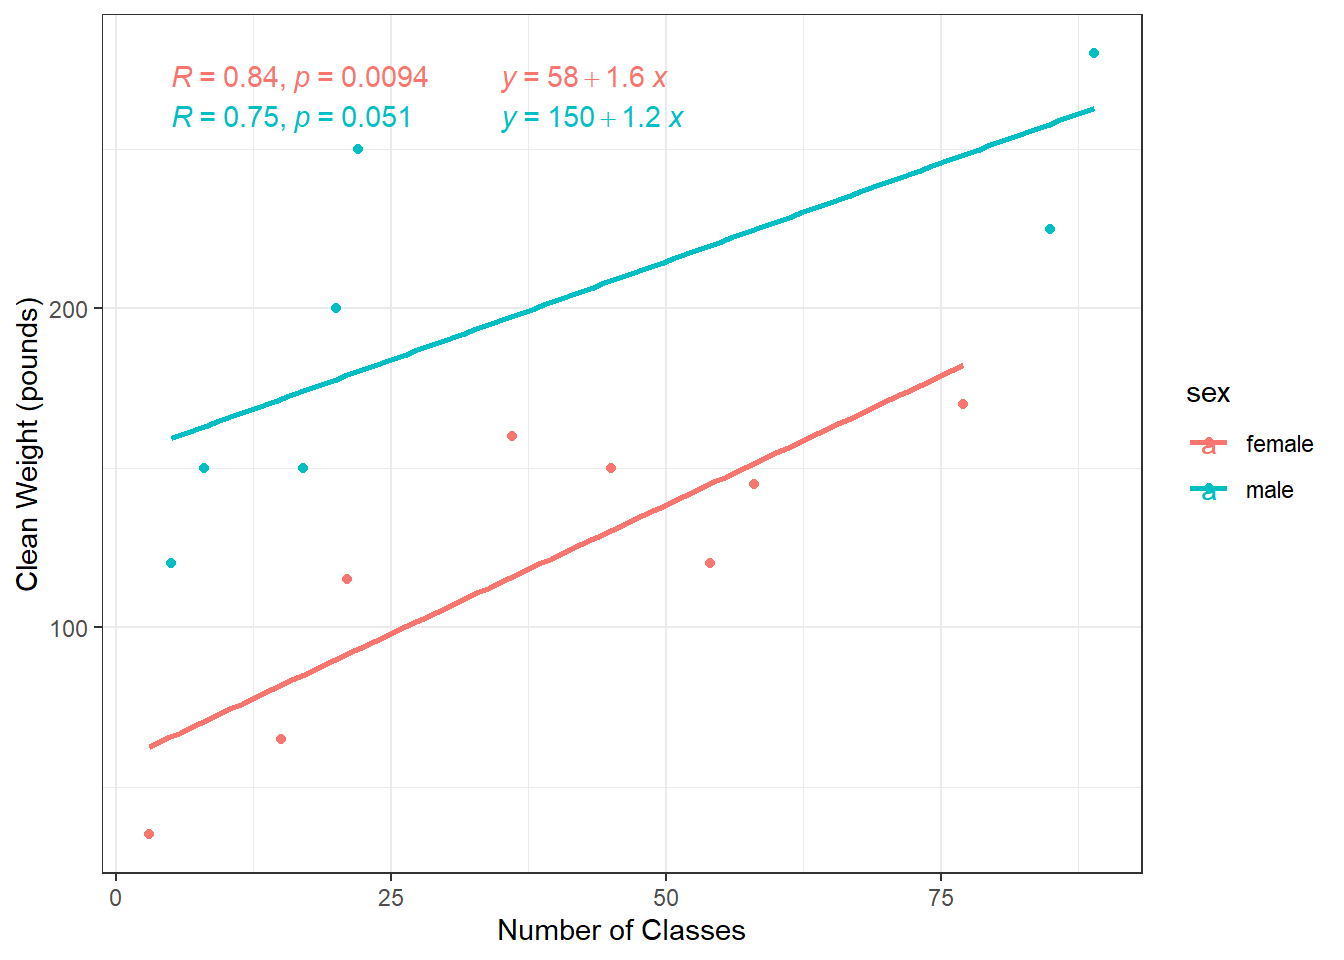 R = 0.84, p = 0.0094 y = 58 + 1.6 x
R = 0.75, p = 0.051 y = 150 + 1.2 x
200
100
Clean Weight (pounds)
0 25 50 75
Number of Classes
sex
a female
a male